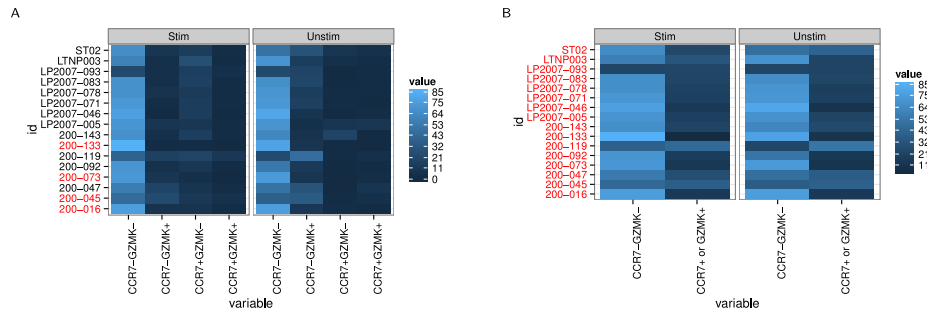 A
Stim
Unstim
ST02
LTNP003
LP2007−093
LP2007−083
LP2007−078
LP2007−071
LP2007−046
LP2007−005
200−143
200−133
200−119
200−092
200−073
200−047
200−045
200−016
id
CCR7−GZMK−
CCR7−GZMK+
CCR7+GZMK−
CCR7+GZMK+
CCR7−GZMK−
CCR7−GZMK+
CCR7+GZMK−
CCR7+GZMK+
variable
value
85
74
64
53
43
32
21
11
0
B
Stim
Unstim
ST02
LTNP003
LP2007−093
LP2007−083
LP2007−078
LP2007−071
LP2007−046
LP2007−005
200−143
200−133
200−119
200−092
200−073
200−047
200−045
200−016
id
CCR7−GZMK−
CCR7+ or GZMK+
CCR7−GZMK−
CCR7+ or GZMK+
variable
value
85
74
64
53
43
32
21
11